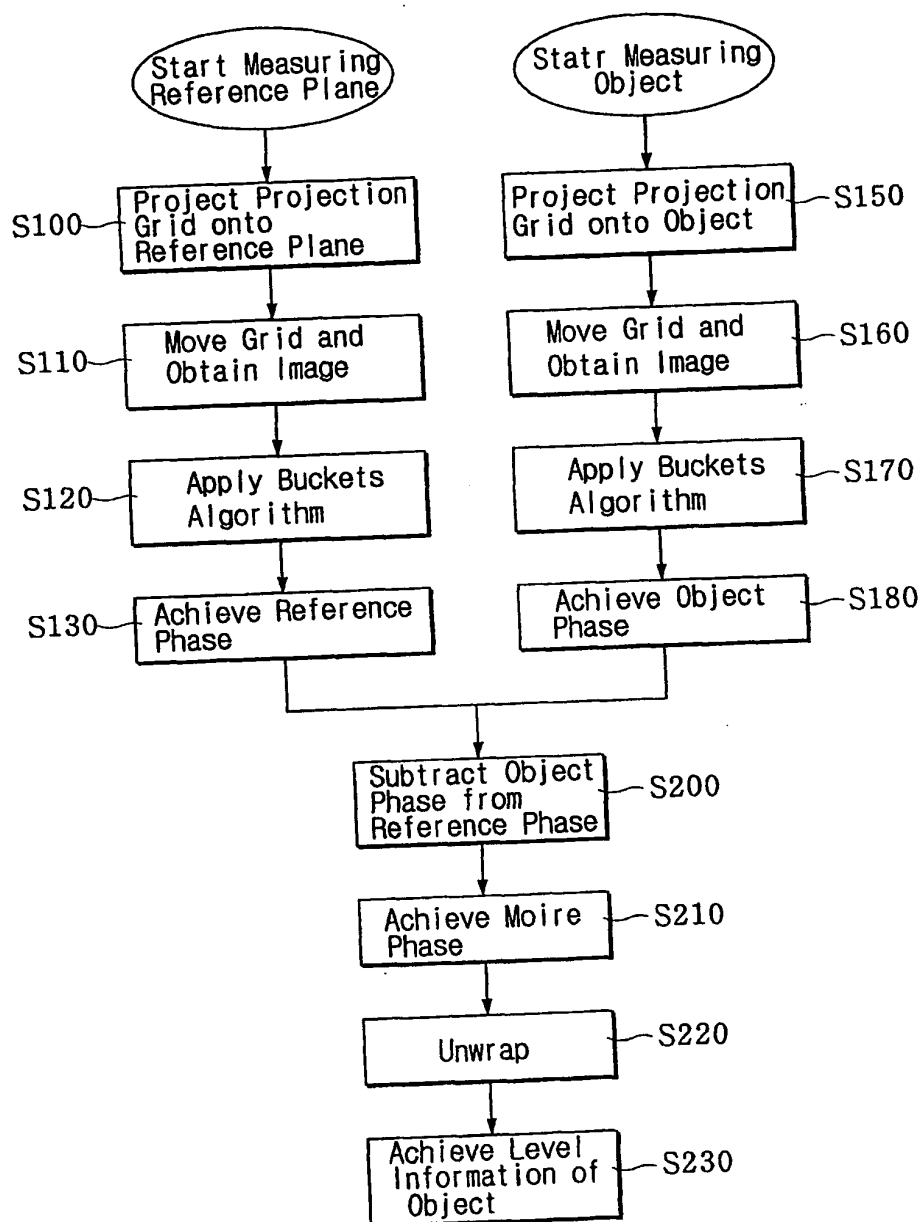 Start Measuring
Reference Plane
Statr Measuring
Object
S100
Project Projection
Grid onto
Reference Plane
Project Projection
Grid onto Object
S150
S110
Move Grid and
Obtain Image
Move Grid and
Obtain Image
S160
S120
Apply Buckets
Algorithm
Apply Buckets
Algorithm
S170
S130
Achieve Reference
Phase
Achieve Object
Phase
S180
Subtract Object
Phase from
Reference Phase
S200
Achieve Moire
Phase
S210
Unwrap
S220
Achieve Level
Information of
Object
S230